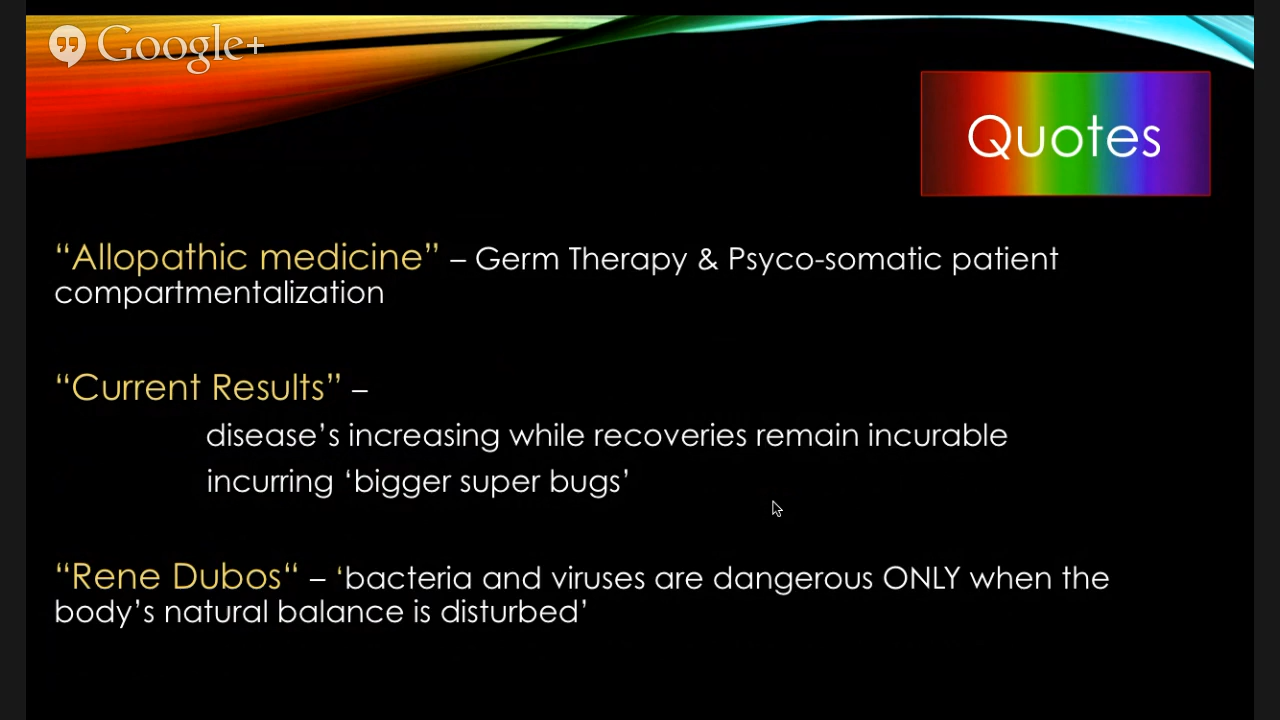 Google+
Quotes
“Allopathic medicine” – Germ Therapy & Psyco-somatic patient
compartmentalization
“Current Results” –
disease’s increasing while recoveries remain incurable
incurring ‘bigger super bugs’
“Rene Dubos“ – ‘bacteria and viruses are dangerous ONLY when the
body’s natural balance is disturbed’